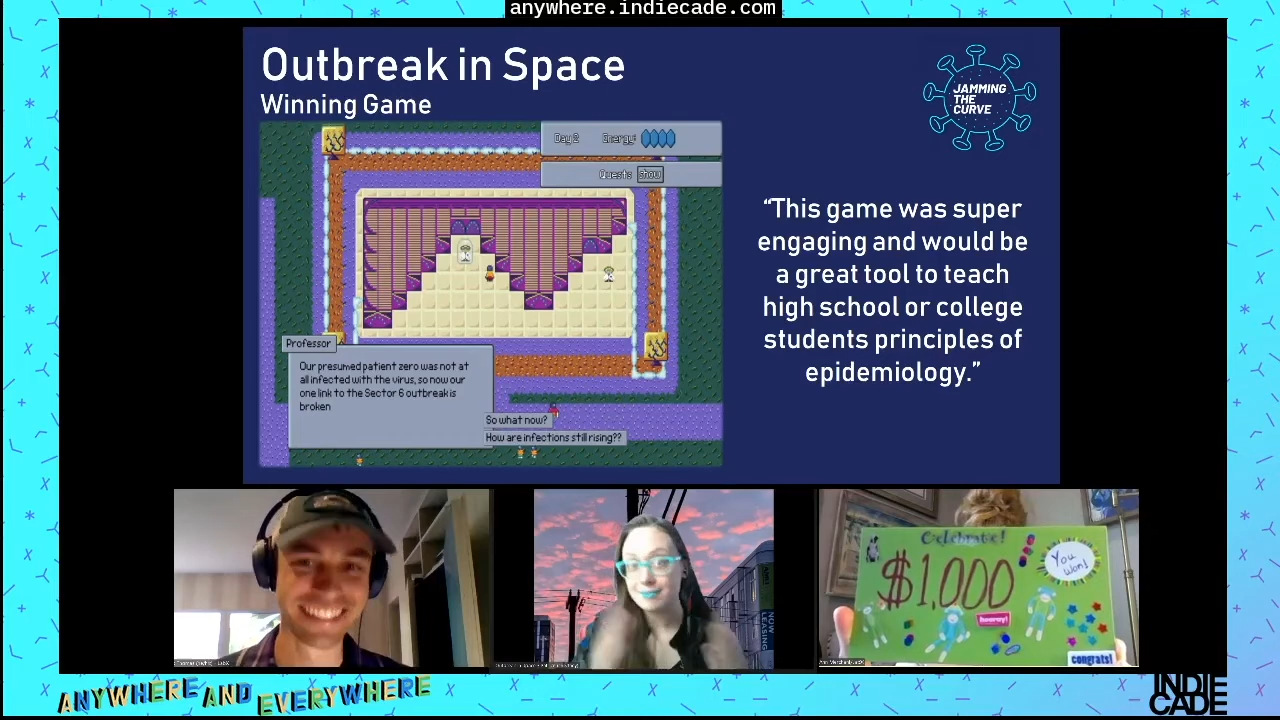 anywhere.indiecade.com
Outbreak in Space
Winning Game
JAMMING
THE
CURVE
Day 2 Energy:
Quests Show
“This game was super
engaging and would be
a great tool to teach
high school or college
students principles of
epidemiology.”
Professor
Our presumed patient zero was not at
all infected with the virus, so now our
one link to the Sector 6 outbreak is
broken
So what now?
How are infections still rising??
NOW
LEASING
Celebrate!
$1,000
You
won!
hooray!
congrats!
ANYWHERE AND EVERYWHERE
INDIE
CADE